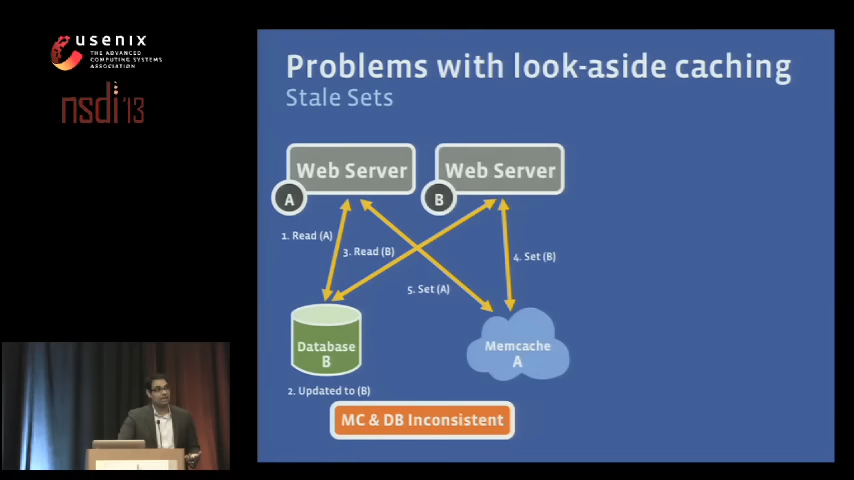 usenix
THE ADVANCED
COMPUTING SYSTEMS
ASSOCIATION
nsdi '13
Problems with look-aside caching
Stale Sets
Web Server
Web Server
A
B
1. Read (A)
3. Read (B)
4. Set (B)
5. Set (A)
Database
B
Memcache
A
2. Updated to (B)
MC & DB Inconsistent